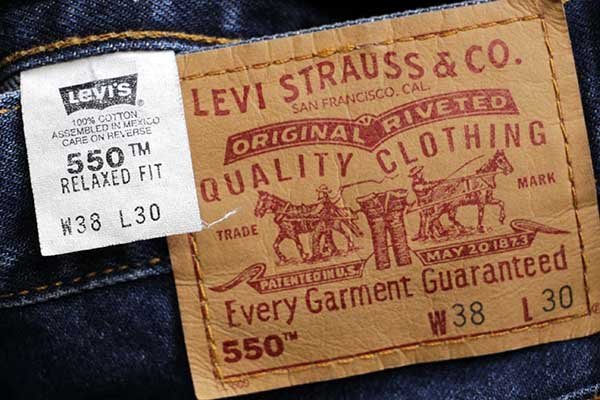 Levi's
100% COTTON
ASSEMBLED IN MEXICO
CARE ON REVERSE
550™
RELAXED FIT
W38 L30
LEVI STRAUSS & CO.
SAN FRANCISCO, CAL.
ORIGINAL RIVETED
QUALITY CLOTHING
TRADE MARK
PATENTED IN U.S. MAY 20 1873
Every Garment Guaranteed
W38 L30
550™